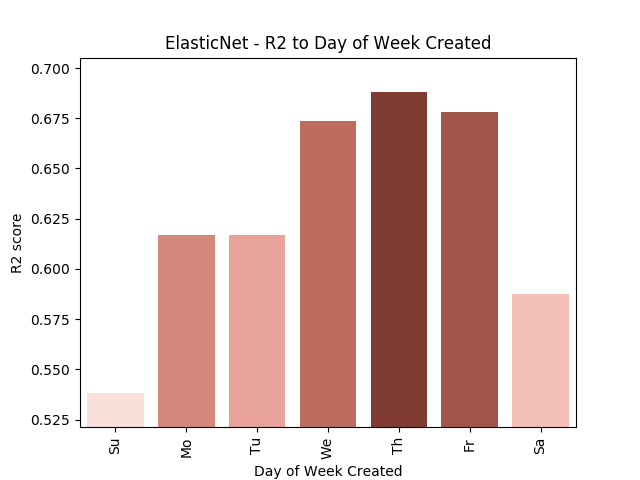 ElasticNet - R2 to Day of Week Created
R2 score
0.700
0.675
0.650
0.625
0.600
0.575
0.550
0.525
Su
Mo
Tu
We
Th
Fr
Sa
Day of Week Created